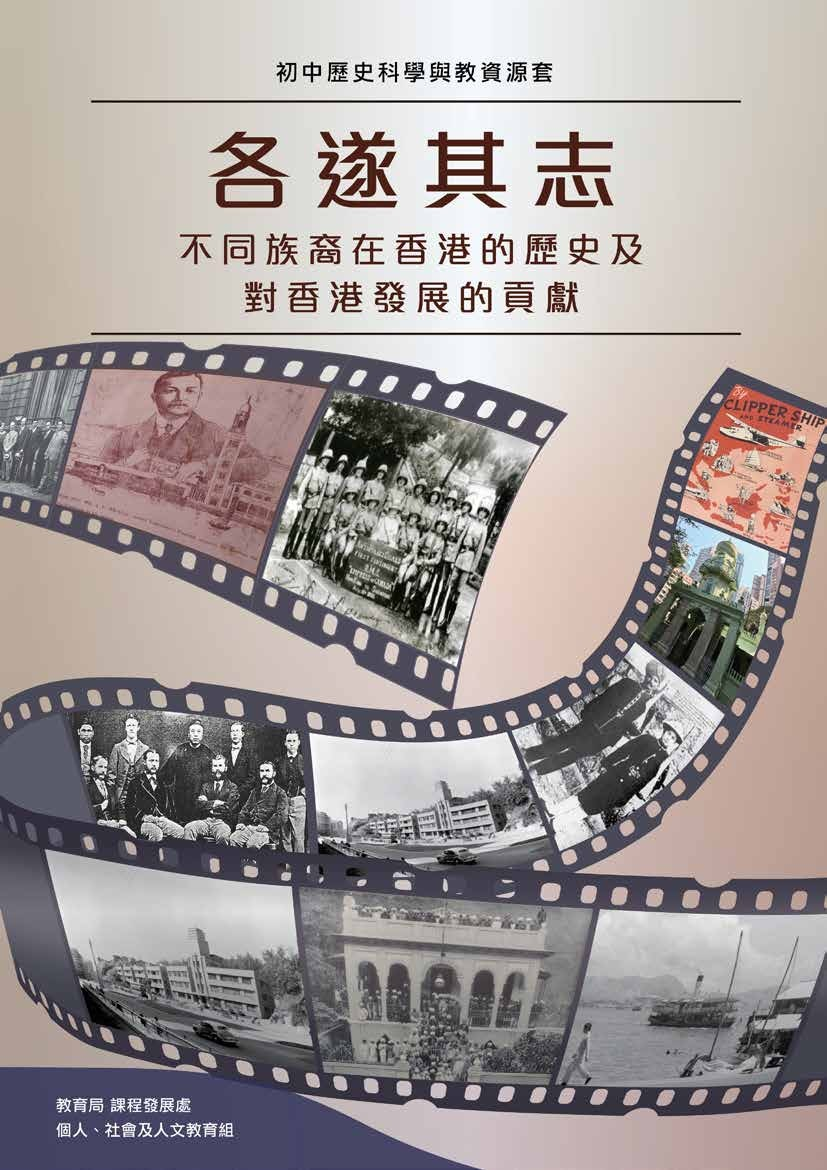 初中歷史科學與教資源套
各遂其志
不同族裔在香港的歷史及
對香港發展的貢獻
By
CLIPPER SHIP
AND STEAMER
教育局 課程發展處
個人、社會及人文教育組